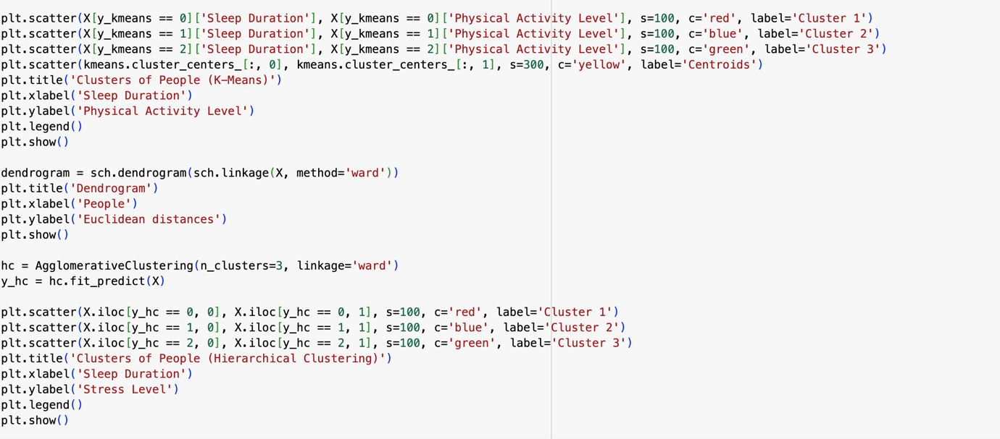 plt.scatter(X[y_kmeans == 0]['Sleep Duration'], X[y_kmeans == 0]['Physical Activity Level'], s=100, c='red', label='Cluster 1')
plt.scatter(X[y_kmeans == 1]['Sleep Duration'], X[y_kmeans == 1]['Physical Activity Level'], s=100, c='blue', label='Cluster 2')
plt.scatter(X[y_kmeans == 2]['Sleep Duration'], X[y_kmeans == 2]['Physical Activity Level'], s=100, c='green', label='Cluster 3')
plt.scatter(kmeans.cluster_centers_[:, 0], kmeans.cluster_centers_[:, 1], s=300, c='yellow', label='Centroids')
plt.title('Clusters of People (K-Means)')
plt.xlabel('Sleep Duration')
plt.ylabel('Physical Activity Level')
plt.legend()
plt.show()

dendrogram = sch.dendrogram(sch.linkage(X, method='ward'))
plt.title('Dendrogram')
plt.xlabel('People')
plt.ylabel('Euclidean distances')
plt.show()

hc = AgglomerativeClustering(n_clusters=3, linkage='ward')
y_hc = hc.fit_predict(X)

plt.scatter(X.iloc[y_hc == 0, 0], X.iloc[y_hc == 0, 1], s=100, c='red', label='Cluster 1')
plt.scatter(X.iloc[y_hc == 1, 0], X.iloc[y_hc == 1, 1], s=100, c='blue', label='Cluster 2')
plt.scatter(X.iloc[y_hc == 2, 0], X.iloc[y_hc == 2, 1], s=100, c='green', label='Cluster 3')
plt.title('Clusters of People (Hierarchical Clustering)')
plt.xlabel('Sleep Duration')
plt.ylabel('Stress Level')
plt.legend()
plt.show()